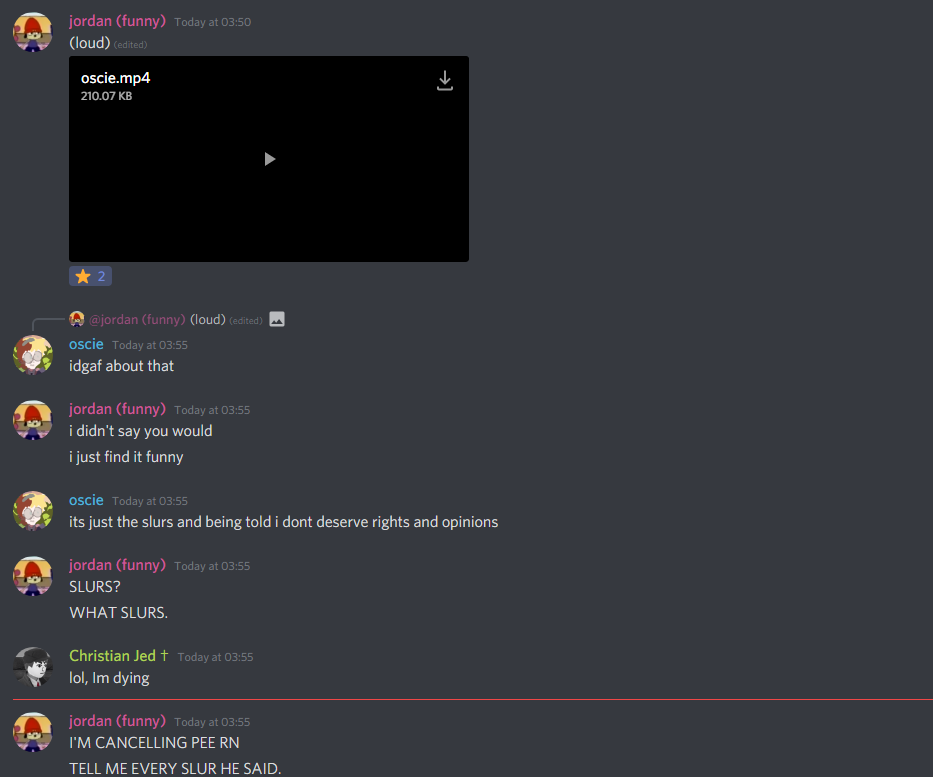 jordan (funny) Today at 03:50
(loud) (edited)
oscie.mp4
210.07 KB
2
@jordan (funny) (loud) (edited)
oscie Today at 03:55
idgaf about that
jordan (funny) Today at 03:55
i didn't say you would
i just find it funny
oscie Today at 03:55
its just the slurs and being told i dont deserve rights and opinions
jordan (funny) Today at 03:55
SLURS?
WHAT SLURS.
Christian Jed † Today at 03:55
lol, Im dying
jordan (funny) Today at 03:55
I'M CANCELLING PEE RN
TELL ME EVERY SLUR HE SAID.